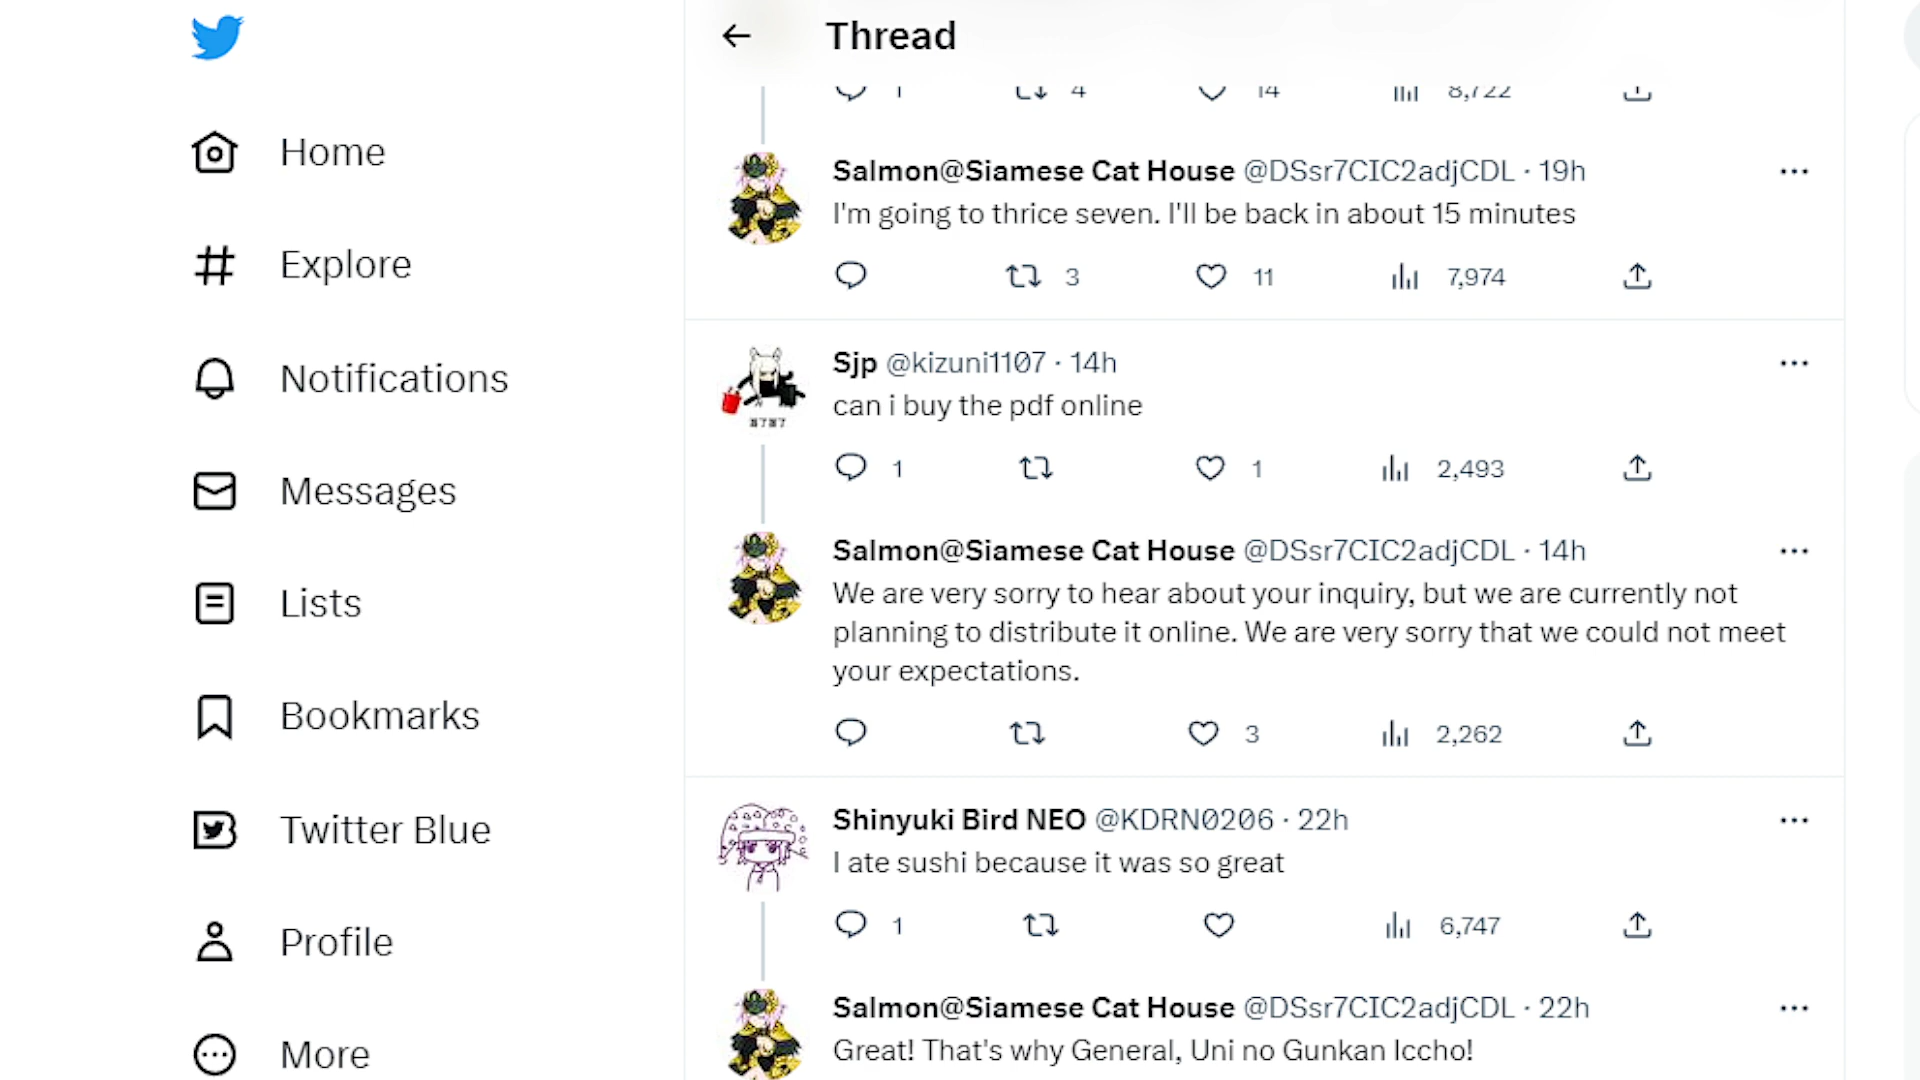 Thread
1 4 14 8,722
Home
Explore
Notifications
Messages
Lists
Bookmarks
Twitter Blue
Profile
More
Salmon@Siamese Cat House @DSsr7CIC2adjCDL · 19h
I'm going to thrice seven. I'll be back in about 15 minutes
3 11 7,974
Sjp @kizuni1107 · 14h
can i buy the pdf online
1 1 2,493
Salmon@Siamese Cat House @DSsr7CIC2adjCDL · 14h
We are very sorry to hear about your inquiry, but we are currently not
planning to distribute it online. We are very sorry that we could not meet
your expectations.
3 2,262
Shinyuki Bird NEO @KDRN0206 · 22h
I ate sushi because it was so great
1 6,747
Salmon@Siamese Cat House @DSsr7CIC2adjCDL · 22h
Great! That's why General, Uni no Gunkan Iccho!